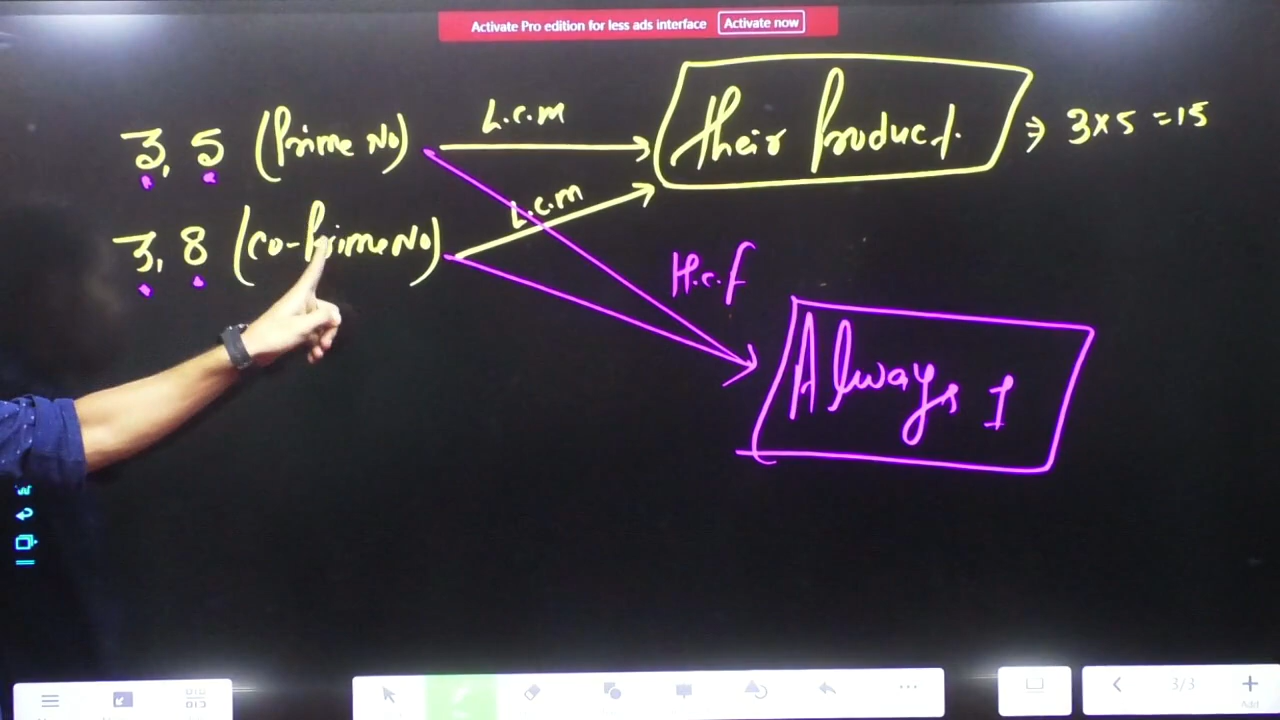 Activate Pro edition for less ads interface Activate now
3, 5 (Prime No) L.c.m Their Product. ⇒ 3×5 =15
3, 8 (Co-Prime No) L.c.m
H.c.f
Always 1
3/3
Add